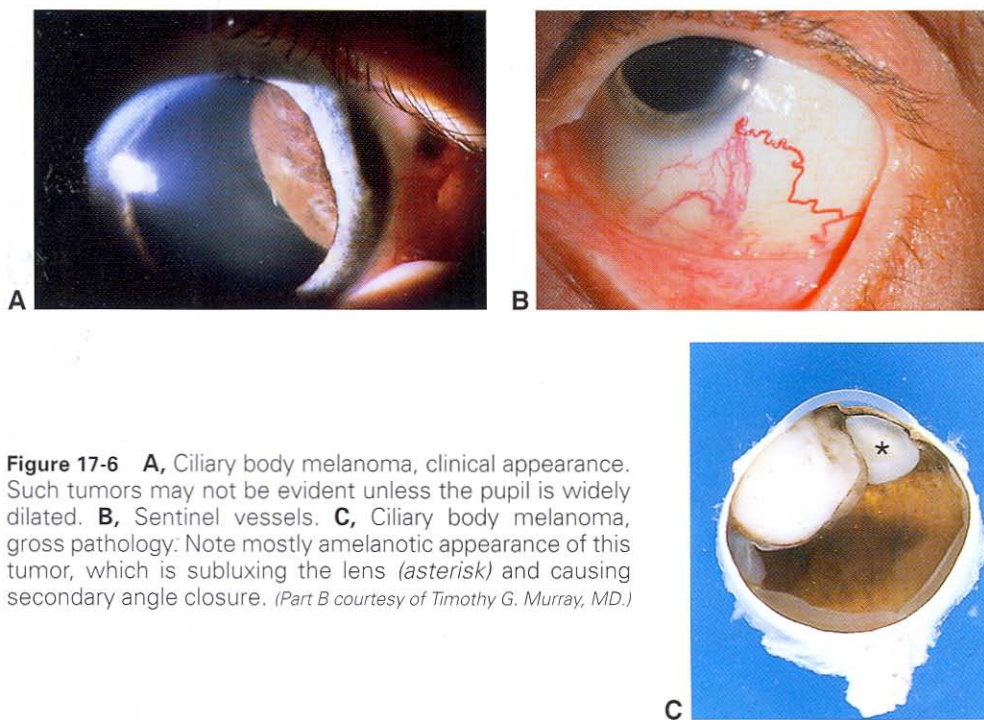 A
B
Figure 17-6 A, Ciliary body melanoma, clinical appearance.
Such tumors may not be evident unless the pupil is widely
dilated. B, Sentinel vessels. C, Ciliary body melanoma,
gross pathology. Note mostly amelanotic appearance of this
tumor, which is subluxing the lens (asterisk) and causing
secondary angle closure. (Part B courtesy of Timothy G. Murray, MD.)
*
C